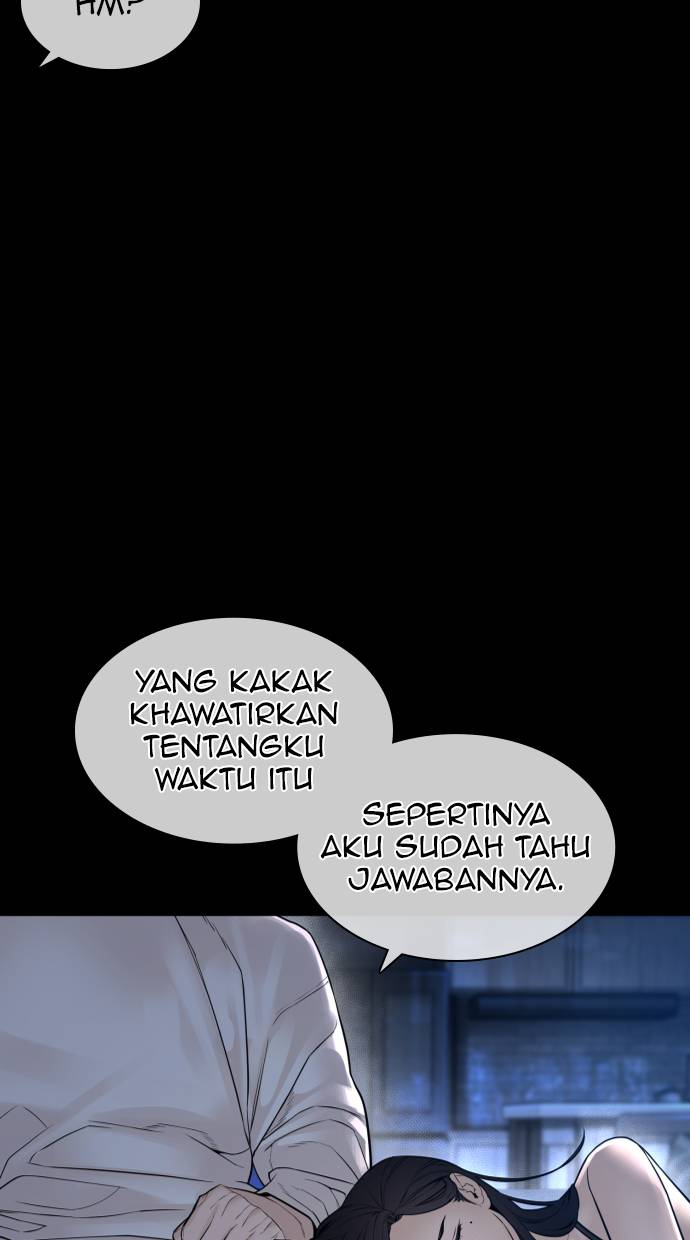 HM?
YANG KAKAK
KHAWATIRKAN
TENTANGKU
WAKTU ITU
SEPERTINYA
AKU SUDAH TAHU
JAWABANNYA.